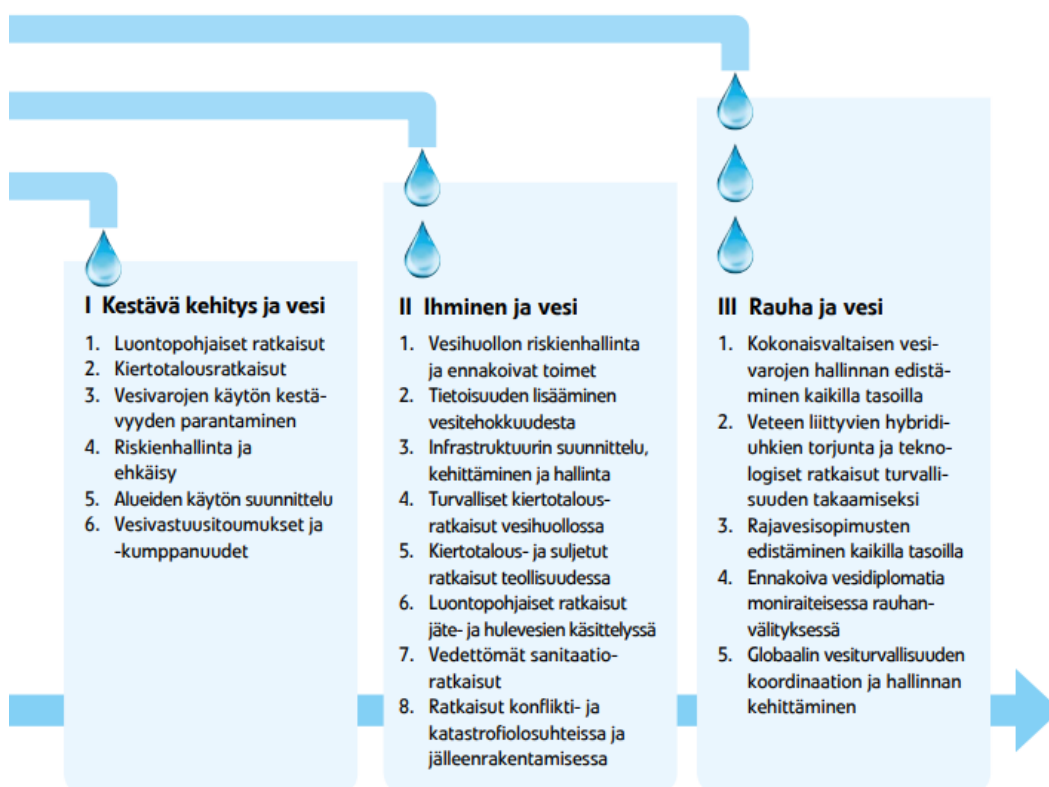 I Kestävä kehitys ja vesi
1. Luontopohjaiset ratkaisut
2. Kiertotalousratkaisut
3. Vesivarojen käytön kestä-
vyyden parantaminen
4. Riskienhallinta ja
ehkäisy
5. Alueiden käytön suunnittelu
6. Vesivastuusitoumukset ja
-kumppanuudet
II Ihminen ja vesi
1. Vesihuollon riskienhallinta
ja ennakoivat toimet
2. Tietoisuuden lisääminen
vesitehokkuudesta
3. Infrastruktuurin suunnittelu,
kehittäminen ja hallinta
4. Turvalliset kiertotalous-
ratkaisut vesihuollossa
5. Kiertotalous- ja suljetut
ratkaisut teollisuudessa
6. Luontopohjaiset ratkaisut
jäte- ja hulevesien käsittelyssä
7. Vedettömät sanitaatio-
ratkaisut
8. Ratkaisut konflikti- ja
katastrofiolosuhteissa ja
jälleenrakentamisessa
III Rauha ja vesi
1. Kokonaisvaltaisen vesi-
varojen hallinnan edistä-
minen kaikilla tasoilla
2. Veteen liittyvien hybridi-
uhkien torjunta ja tekno-
logiset ratkaisut turvalli-
suuden takaamiseksi
3. Rajavesisopimusten
edistäminen kaikilla tasoilla
4. Ennakoiva vesidiplomatia
moniraiteisessa rauhan-
välityksessä
5. Globaalin vesiturvallisuuden
koordinaation ja hallinnan
kehittäminen